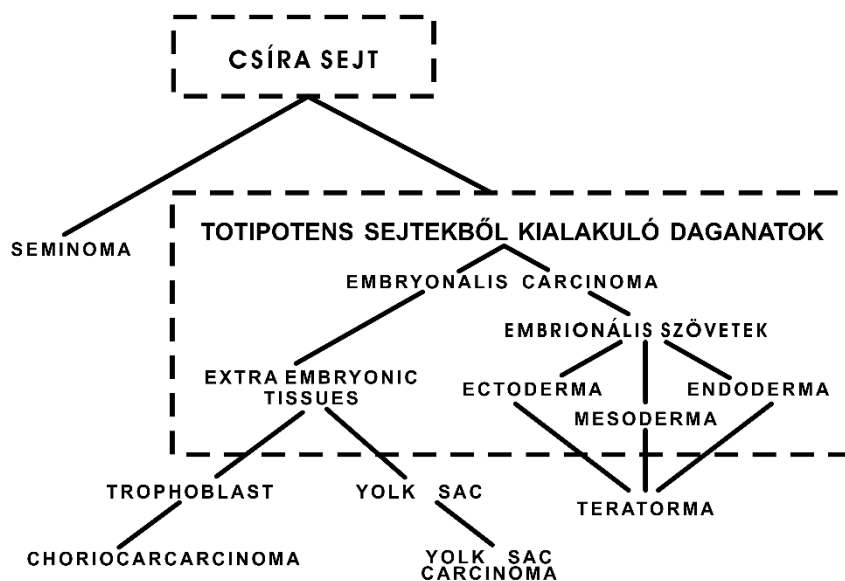 CSÍRA SEJT
SEMINOMA
TOTIPOTENS SEJTEKBŐL KIALAKULÓ DAGANATOK
EMBRYONALIS CARCINOMA
EMBRIONÁLIS SZÖVETEK
EXTRA EMBRYONIC
TISSUES
ECTODERMA
MESODERMA
ENDODERMA
TROPHOBLAST
YOLK SAC
TERATORMA
CHORIOCARCARCINOMA
YOLK SAC
CARCINOMA